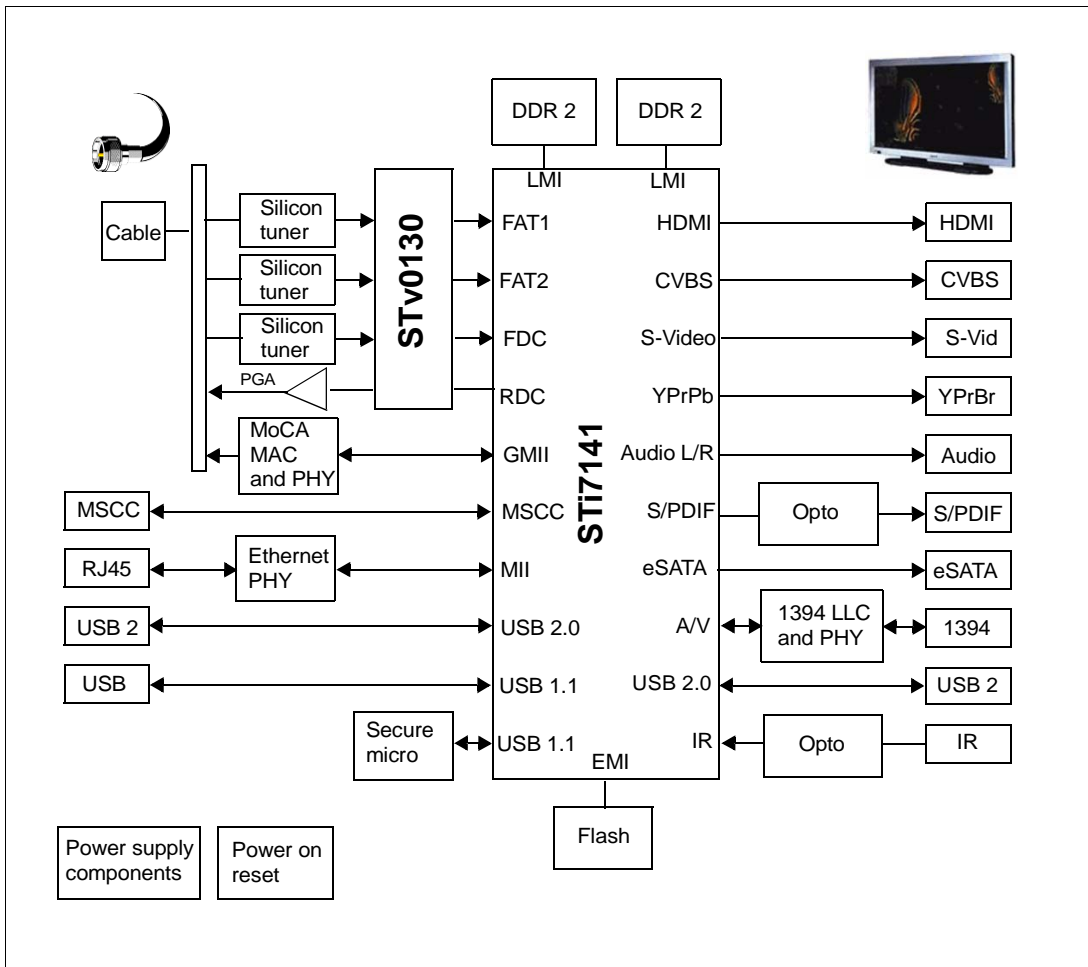 DDR 2
DDR 2
LMI
LMI
Cable
Silicon
tuner
Silicon
tuner
Silicon
tuner
PGA
MoCA
MAC
and PHY
STv0130
STi7141
FAT1
FAT2
FDC
RDC
GMII
MSCC
MII
USB 2.0
USB 1.1
USB 1.1
MSCC
RJ45
Ethernet
PHY
USB 2
USB
Secure
micro
HDMI
CVBS
S-Video
YPrPb
Audio L/R
S/PDIF
eSATA
A/V
USB 2.0
IR
EMI
Opto
1394 LLC
and PHY
Opto
HDMI
CVBS
S-Vid
YPrBr
Audio
S/PDIF
eSATA
1394
USB 2
IR
Flash
Power supply
components
Power on
reset